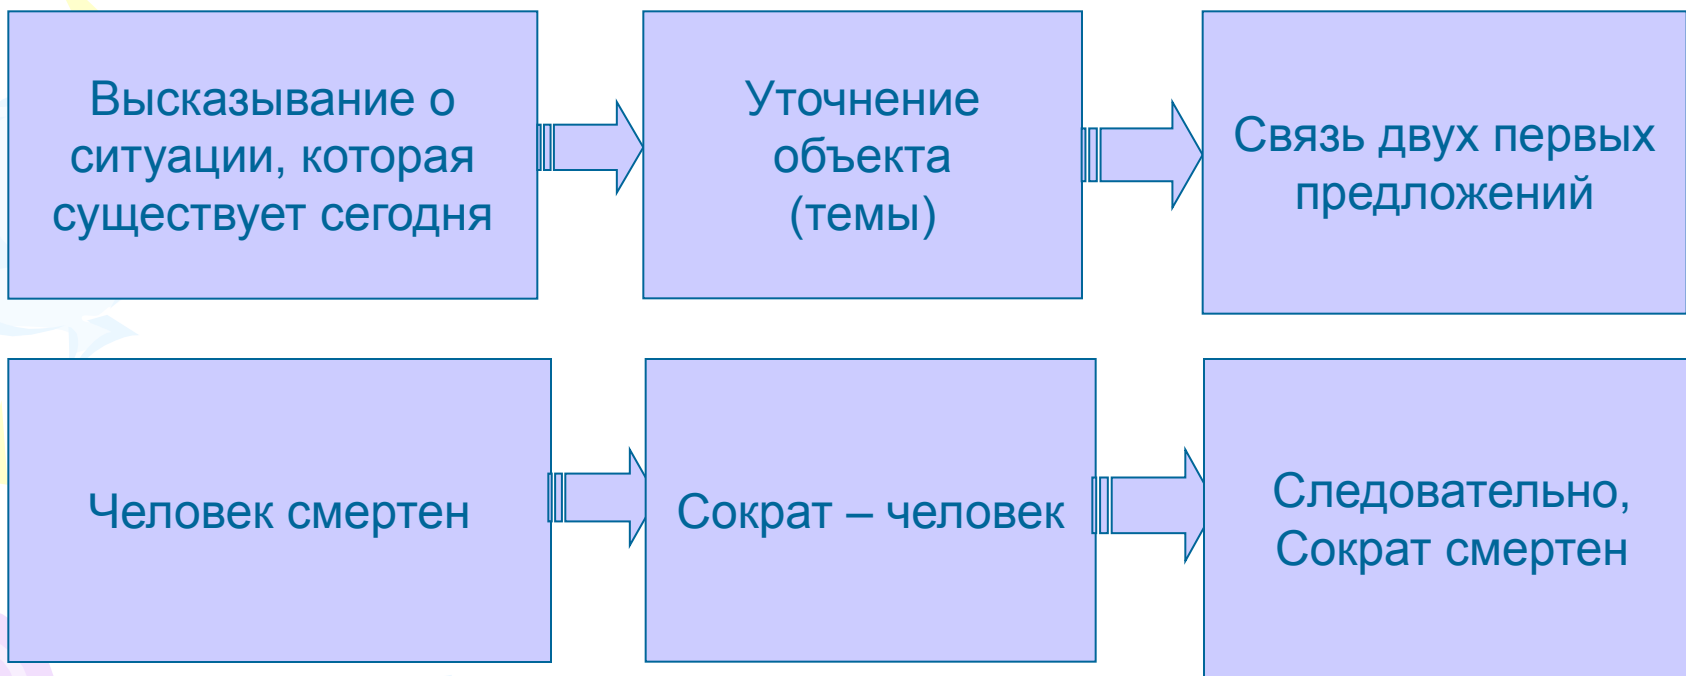 Высказывание о
ситуации, которая
существует сегодня
Уточнение
объекта
(темы)
Связь двух первых
предложений
Человек смертен
Сократ – человек
Следовательно,
Сократ смертен